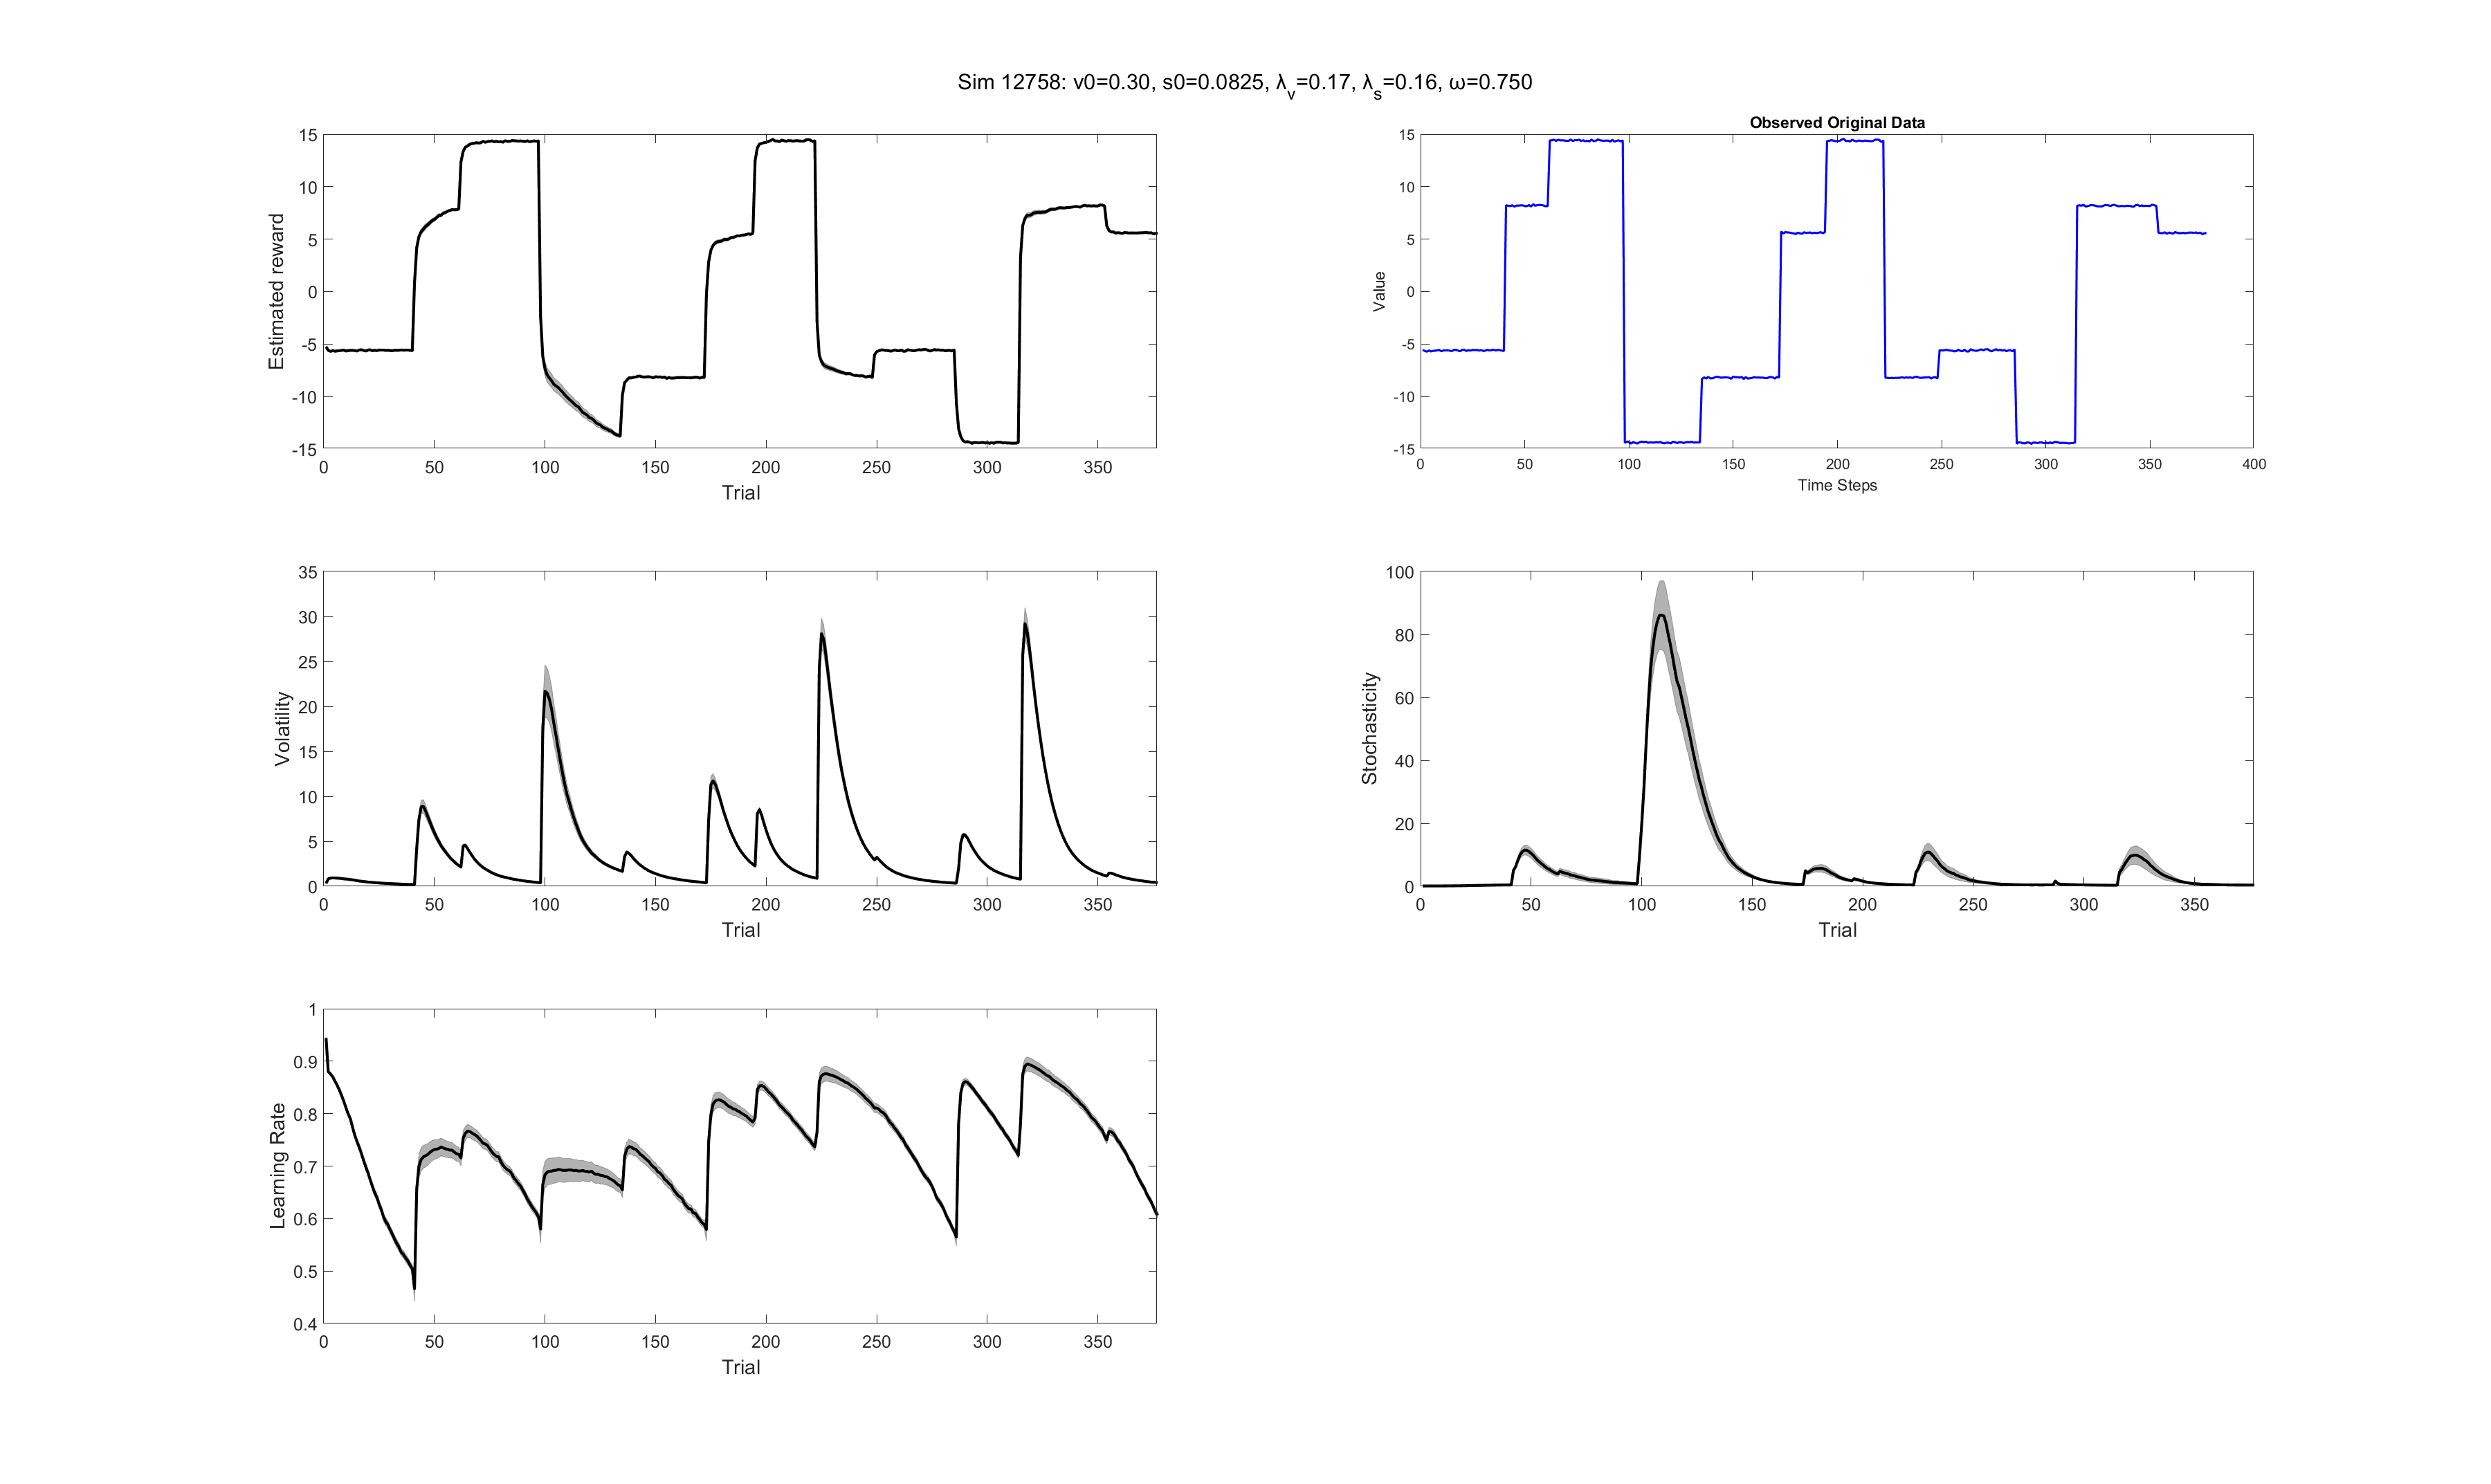 Sim 12758: v0=0.30, s0=0.0825, λv=0.17, λs=0.16, ω=0.750
15
10
5
0
-5
-10
-15
Estimated reward
0 50 100 150 200 250 300 350
Trial
Observed Original Data
15
10
5
0
-5
-10
-15
Value
0 50 100 150 200 250 300 350 400
Time Steps
35
30
25
20
15
10
5
0
Volatility
0 50 100 150 200 250 300 350
Trial
100
80
60
40
20
0
Stochasticity
0 50 100 150 200 250 300 350
Trial
1
0.9
0.8
0.7
0.6
0.5
0.4
Learning Rate
0 50 100 150 200 250 300 350
Trial